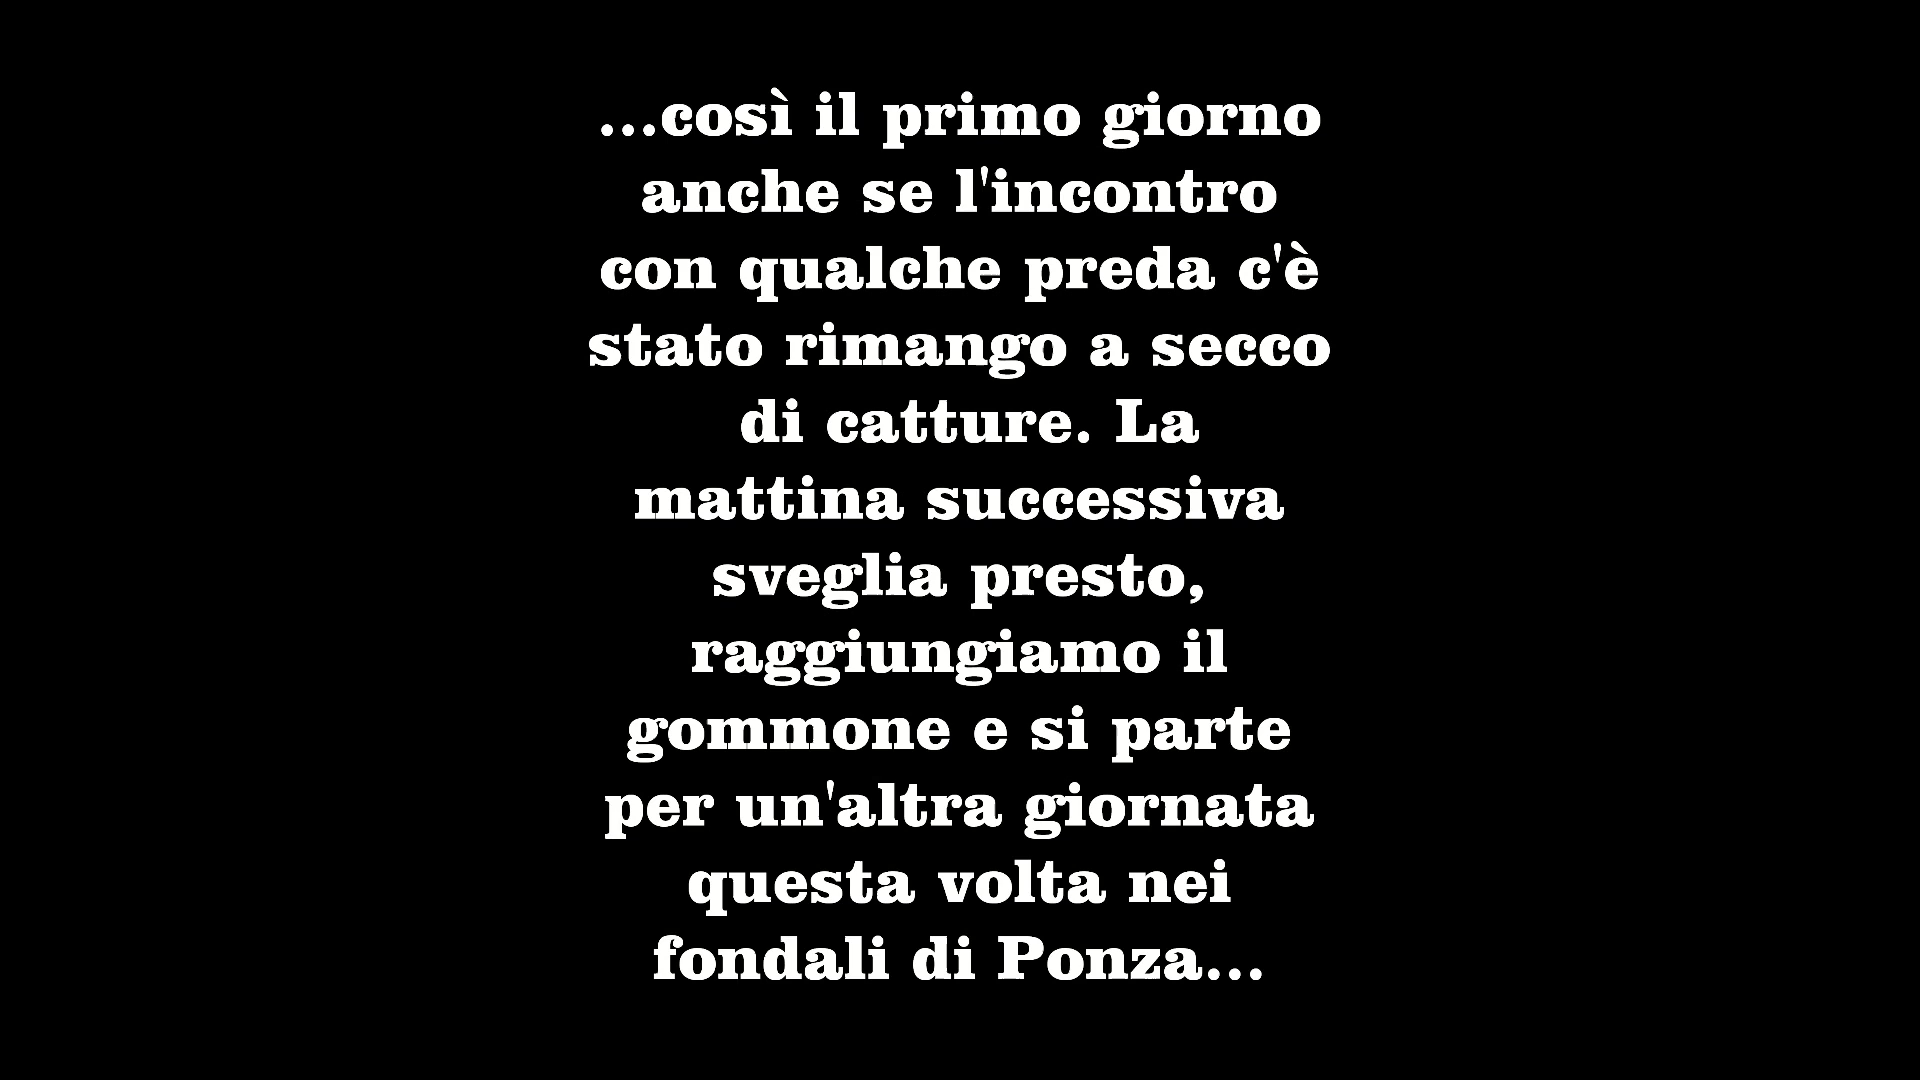 ...così il primo giorno
anche se l'incontro
con qualche preda c'è
stato rimango a secco
di catture. La
mattina successiva
sveglia presto,
raggiungiamo il
gommone e si parte
per un'altra giornata
questa volta nei
fondali di Ponza...